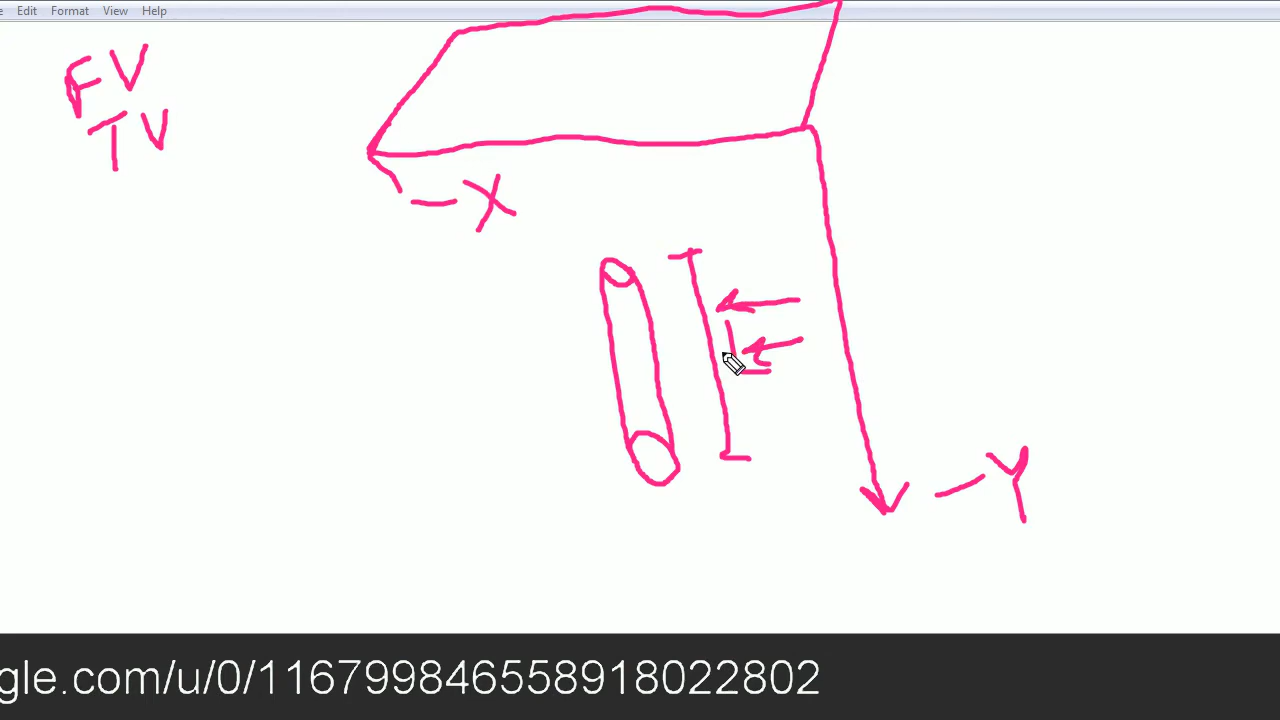 Edit Format View Help
FV
TV
-X
-Y
gle.com/u/0/116799846558918022802